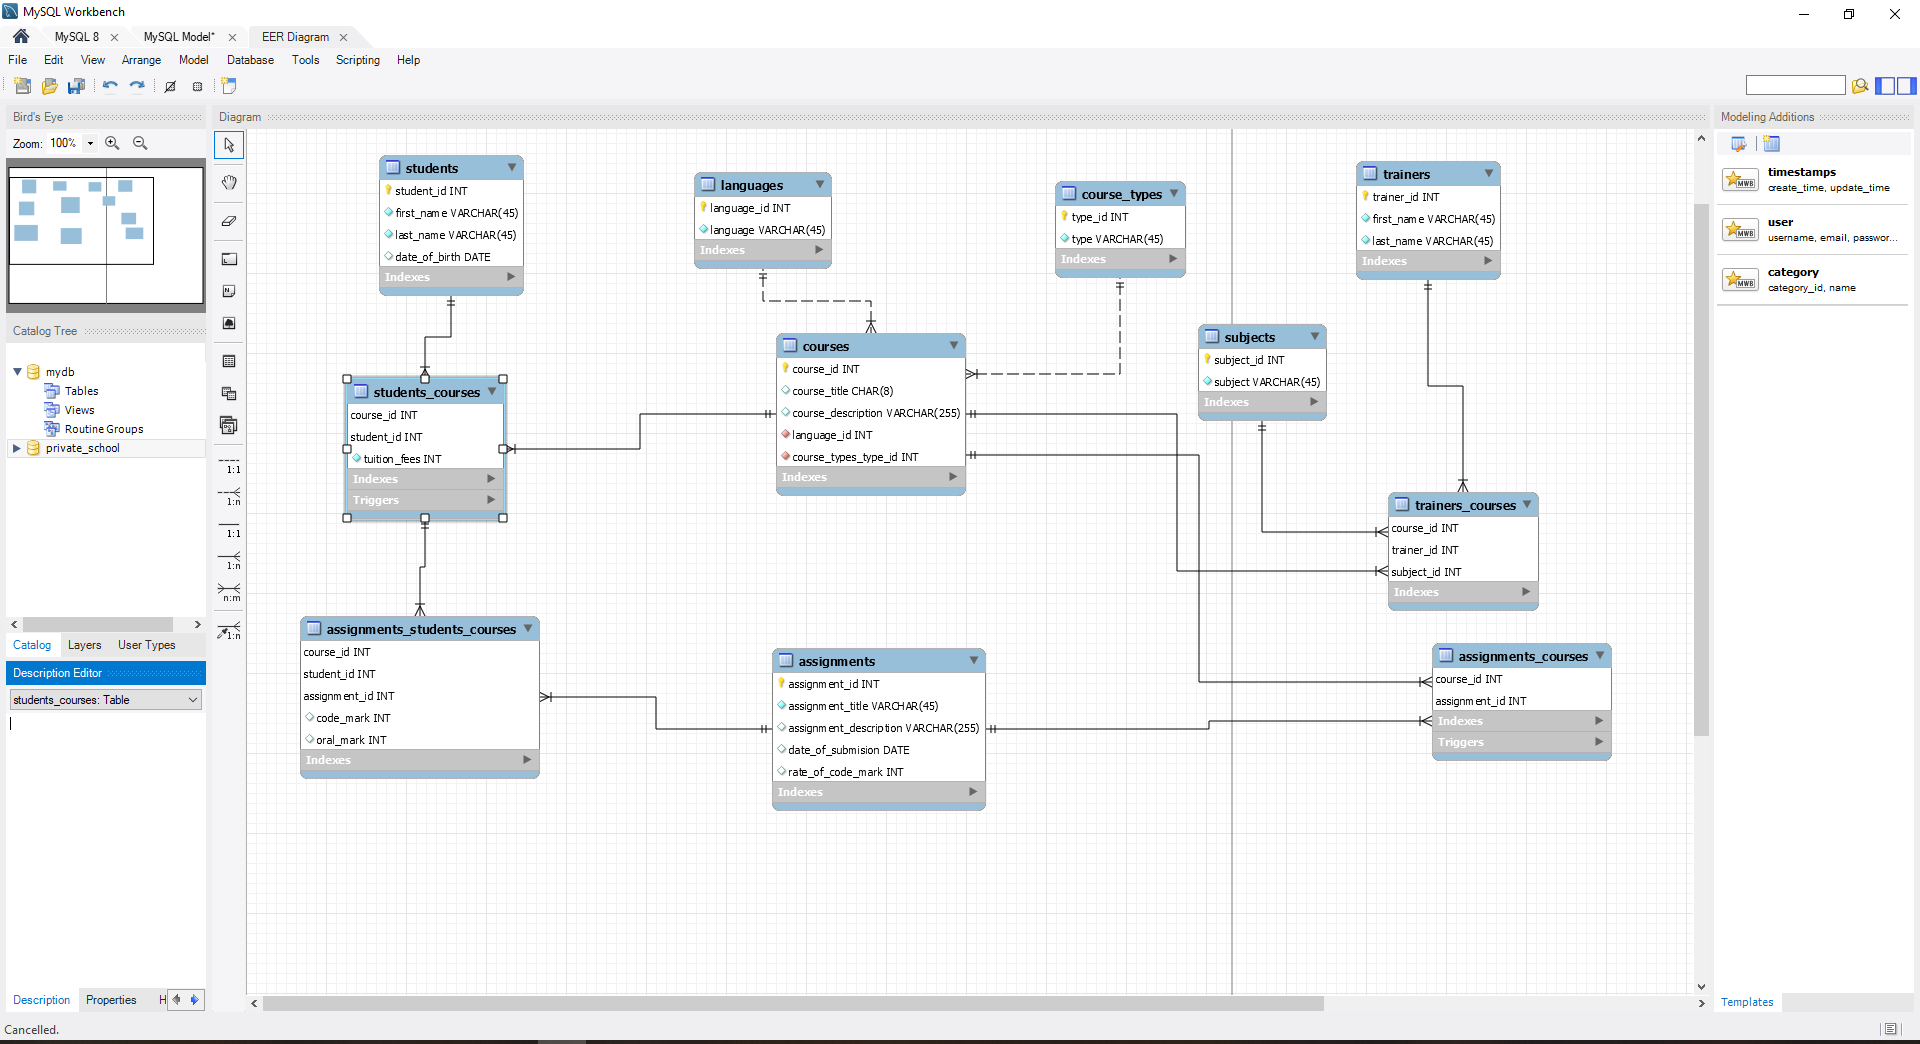 MySQL Workbench
MySQL 8
MySQL Model*
EER Diagram
File Edit View Arrange Model Database Tools Scripting Help
Bird's Eye
Zoom: 100%
Catalog Tree
mydb
Tables
Views
Routine Groups
private_school
Catalog Layers User Types
Description Editor
students_courses: Table
Description Properties H
Cancelled.
Diagram
1:1
1:n
1:1
1:n
n:m
1:n
students
student_id INT
first_name VARCHAR(45)
last_name VARCHAR(45)
date_of_birth DATE
Indexes
languages
language_id INT
language VARCHAR(45)
Indexes
course_types
type_id INT
type VARCHAR(45)
Indexes
trainers
trainer_id INT
first_name VARCHAR(45)
last_name VARCHAR(45)
Indexes
students_courses
course_id INT
student_id INT
tuition_fees INT
Indexes
Triggers
courses
course_id INT
course_title CHAR(8)
course_description VARCHAR(255)
language_id INT
course_types_type_id INT
Indexes
subjects
subject_id INT
subject VARCHAR(45)
Indexes
trainers_courses
course_id INT
trainer_id INT
subject_id INT
Indexes
assignments_students_courses
course_id INT
student_id INT
assignment_id INT
code_mark INT
oral_mark INT
Indexes
assignments
assignment_id INT
assignment_title VARCHAR(45)
assignment_description VARCHAR(255)
date_of_submision DATE
rate_of_code_mark INT
Indexes
assignments_courses
course_id INT
assignment_id INT
Indexes
Triggers
Modeling Additions
MWB
timestamps
create_time, update_time
MWB
user
username, email, passwor...
MWB
category
category_id, name
Templates